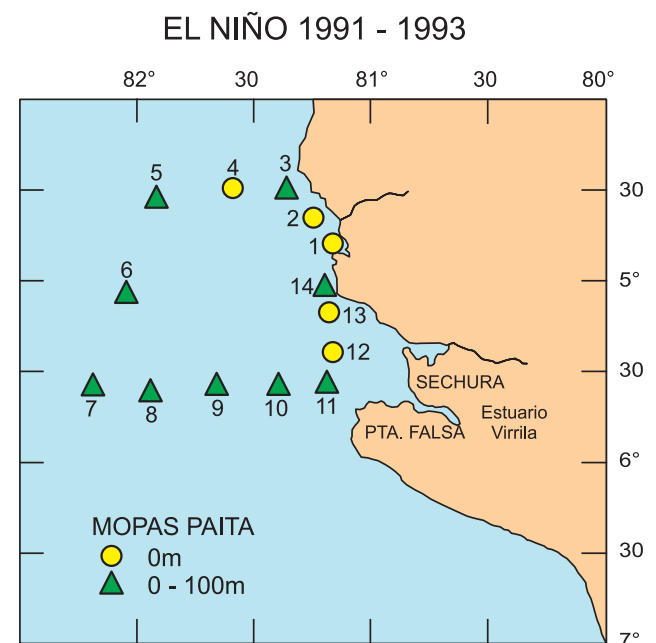 EL NIÑO 1991 - 1993
82° 30 81° 30 80°
5 4 3 30
2
1
6 14 5°
13
12
30
SECHURA
7 8 9 10 11
Estuario
PTA. FALSA Virrila
6°
MOPAS PAITA
0m 30
0 - 100m
7°